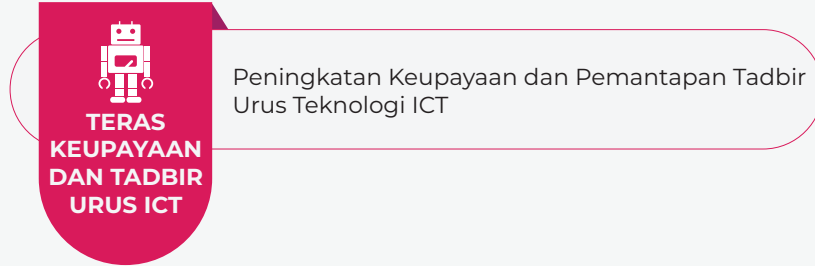 TERAS
KEUPAYAAN
DAN TADBIR
URUS ICT
Peningkatan Keupayaan dan Pemantapan Tadbir
Urus Teknologi ICT